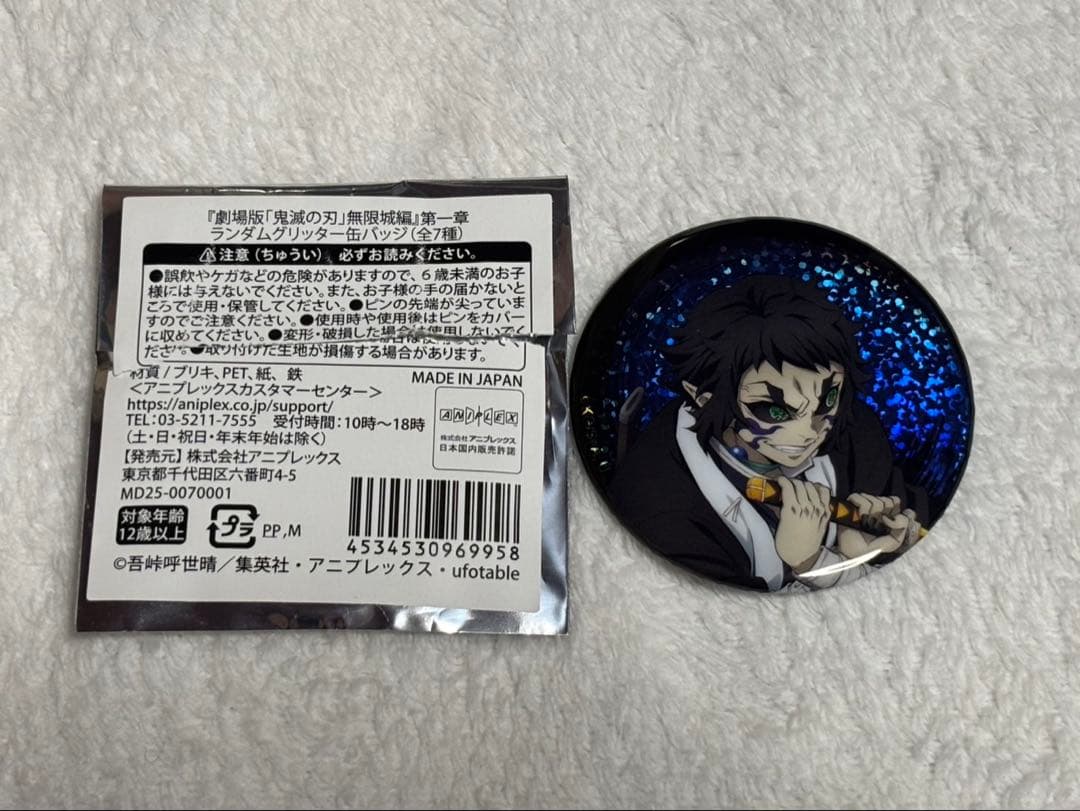 『劇場版「鬼滅の刃」無限城編』第一章
ランダムグリッター缶バッジ(全7種)
注意(ちゅうい) 必ずお読みください。
●誤飲やケガなどの危険がありますので、6歳未満のお子
様には与えないでください。また、お子様の手の届かないと
ころで使用・保管してください。●ピンの先端が尖っていま
すのでご注意ください。●使用時や使用後はピンをカバー
に収めてください。●変形・破損した場合は使用しないでく
ださい。●取り付けた生地が損傷する場合があります。
材質/ブリキ、PET、紙、鉄
MADE IN JAPAN
<アニプレックスカスタマーセンター>
https://aniplex.co.jp/support/
TEL:03-5211-7555 受付時間:10時~18時
(土・日・祝日・年末年始は除く)
【発売元】株式会社アニプレックス
東京都千代田区六番町4-5
MD25-0070001
ANIPLEX
株式会社アニプレックス
日本国内販売許諾
対象年齢
12歳以上
プラ
PP,M
4534530969958
©吾峠呼世晴/集英社・アニプレックス・ufotable